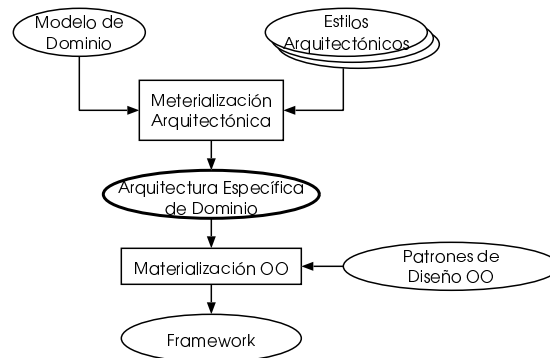 Modelo de
Dominio
Estilos
Arquitectónicos
Meterialización
Arquitectónica
Arquitectura Específica
de Dominio
Materialización OO
Patrones de
Diseño OO
Framework